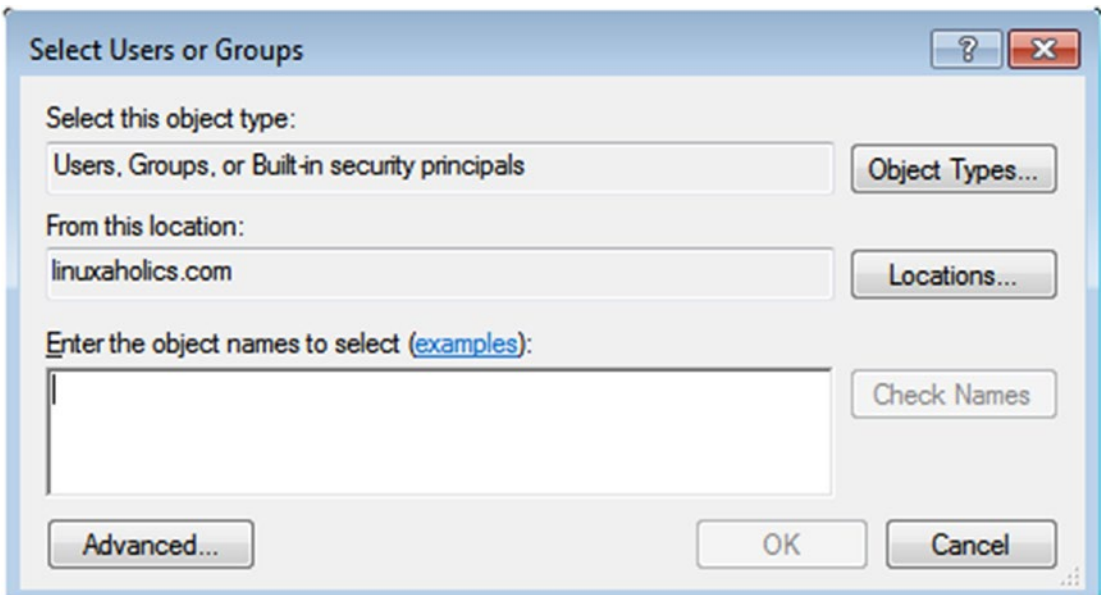 Select Users or Groups
Select this object type:
Users, Groups, or Built-in security principals
Object Types...
From this location:
linuxaholics.com
Locations...
Enter the object names to select (examples):
Check Names
Advanced...
OK
Cancel